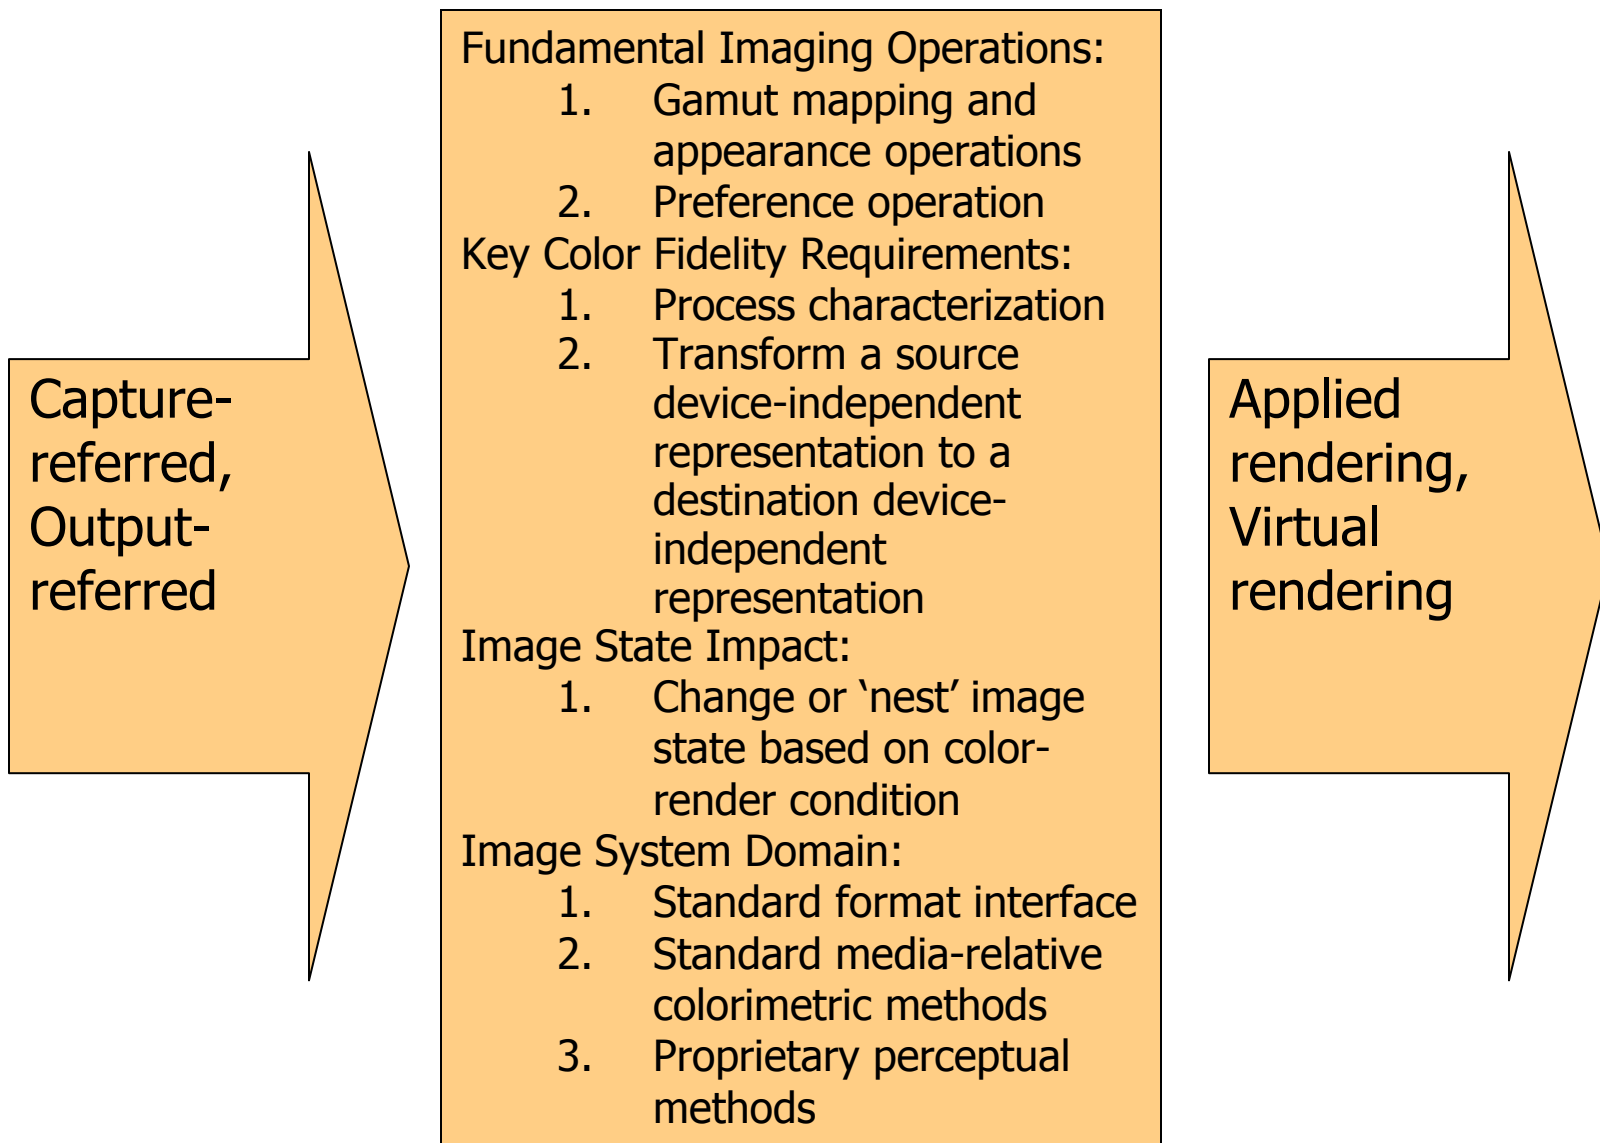 Capture-
referred,
Output-
referred
Fundamental Imaging Operations:
1. Gamut mapping and
appearance operations
2. Preference operation
Key Color Fidelity Requirements:
1. Process characterization
2. Transform a source
device-independent
representation to a
destination device-
independent
representation
Image State Impact:
1. Change or ‘nest’ image
state based on color-
render condition
Image System Domain:
1. Standard format interface
2. Standard media-relative
colorimetric methods
3. Proprietary perceptual
methods
Applied
rendering,
Virtual
rendering